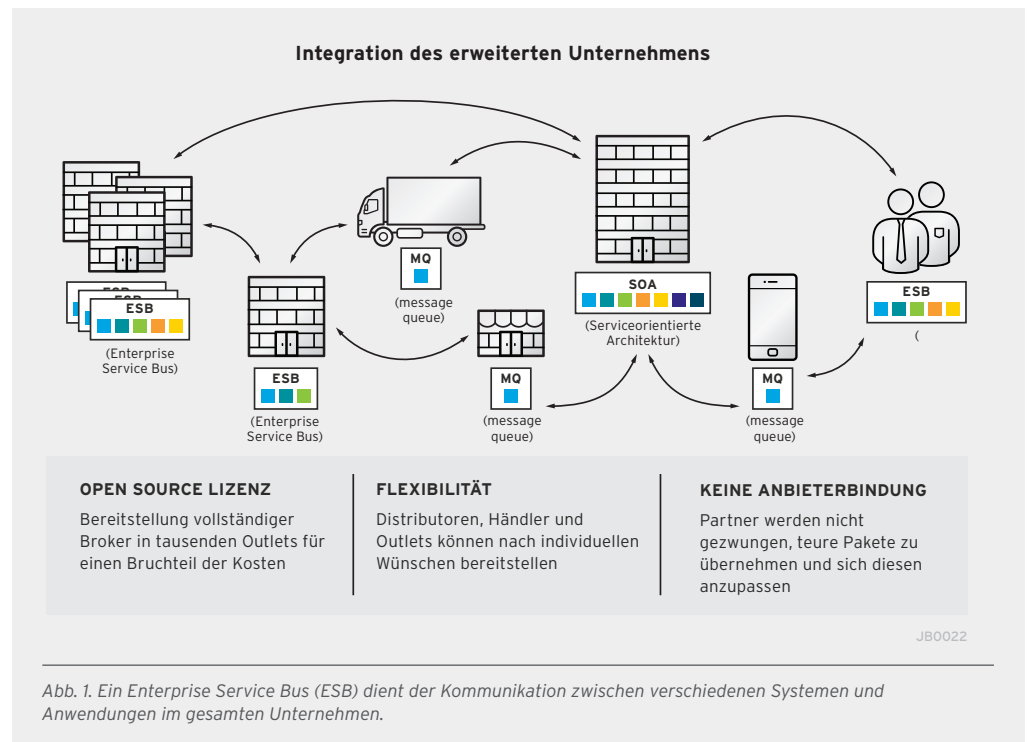 Integration des erweiterten Unternehmens
MQ
(message
queue)
SOA
(Serviceorientierte
Architektur)
ESB
(
ESB
ESB
ESB
(Enterprise
Service Bus)
ESB
(Enterprise
Service Bus)
MQ
(message
queue)
MQ
(message
queue)
OPEN SOURCE LIZENZ
Bereitstellung vollständiger
Broker in tausenden Outlets für
einen Bruchteil der Kosten
FLEXIBILITÄT
Distributoren, Händler und
Outlets können nach individuellen
Wünschen bereitstellen
KEINE ANBIETERBINDUNG
Partner werden nicht
gezwungen, teure Pakete zu
übernehmen und sich diesen
anzupassen
JB0022
Abb. 1. Ein Enterprise Service Bus (ESB) dient der Kommunikation zwischen verschiedenen Systemen und
Anwendungen im gesamten Unternehmen.